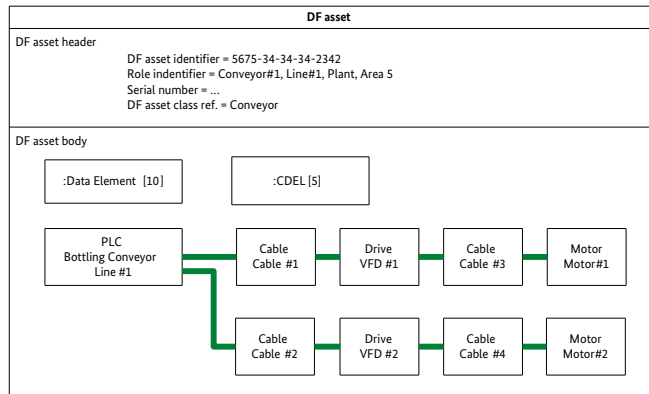 DF asset
DF asset header
DF asset identifier = 5675-34-34-34-2342
Role indentifier = Conveyor#1, Line#1, Plant, Area 5
Serial number = ...
DF asset class ref. = Conveyor
DF asset body
:Data Element [10]
:CDEL [5]
PLC
Bottling Conveyor
Line #1
Cable
Cable #1
Drive
VFD #1
Cable
Cable #3
Motor
Motor#1
Cable
Cable #2
Drive
VFD #2
Cable
Cable #4
Motor
Motor#2